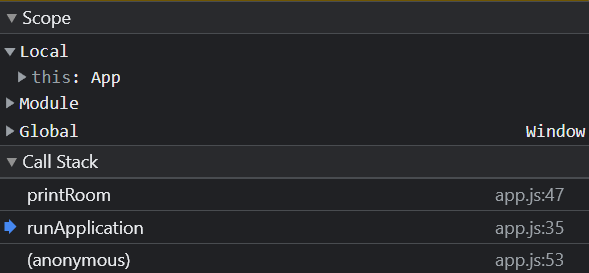 Scope
Local
this: App
Module
Global Window
Call Stack
printRoom app.js:47
runApplication app.js:35
(anonymous) app.js:53